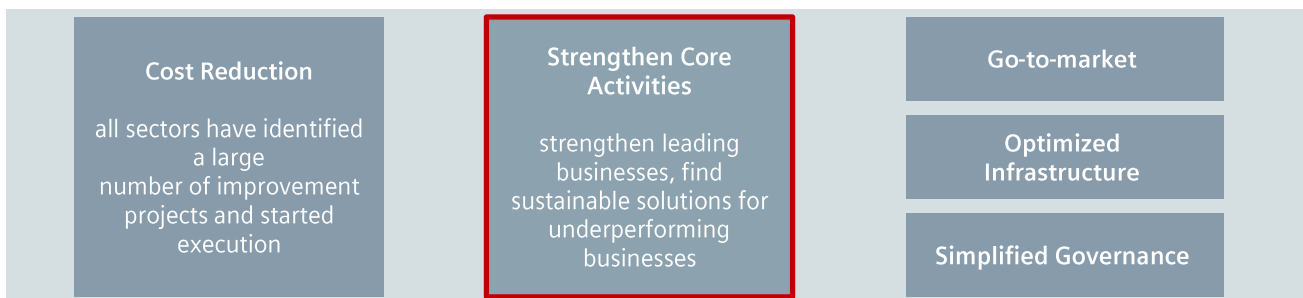 Cost Reduction
all sectors have identified
a large
number of improvement
projects and started
execution
Strengthen Core
Activities
strengthen leading
businesses, find
sustainable solutions for
underperforming
businesses
Go-to-market
Optimized
Infrastructure
Simplified Governance